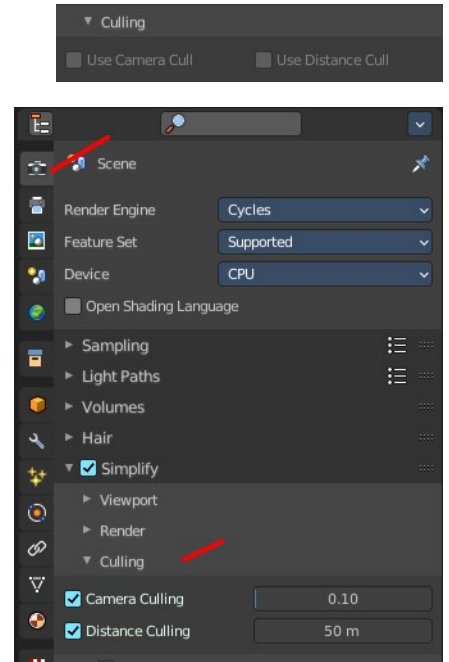 Culling
Use Camera Cull Use Distance Cull
Scene
Render Engine Cycles
Feature Set Supported
Device CPU
Open Shading Language
Sampling
Light Paths
Volumes
Hair
Simplify
Viewport
Render
Culling
Camera Culling 0.10
Distance Culling 50 m